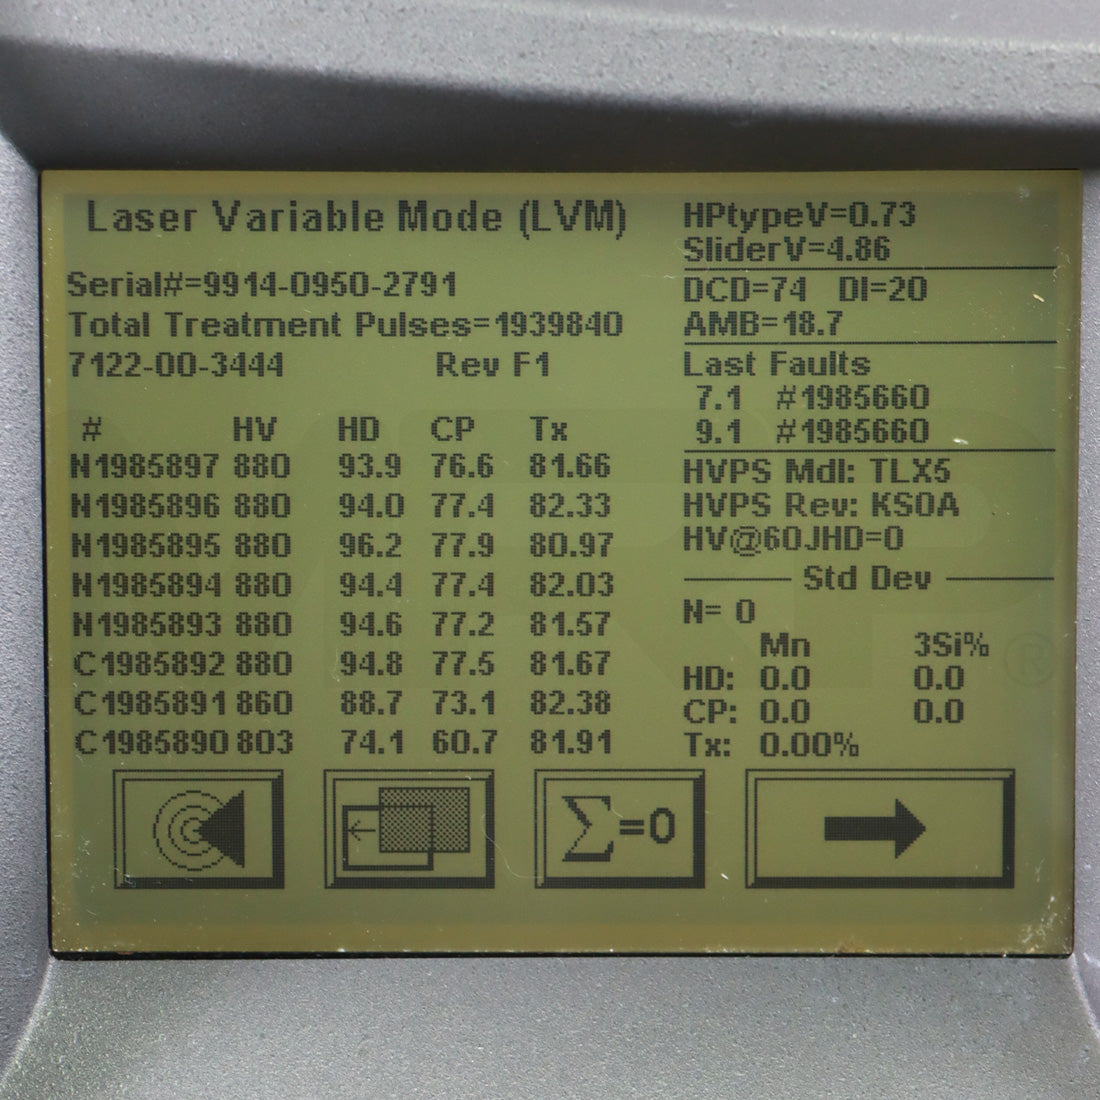 Laser Variable Mode (LVM)
Serial#=9914-0950-2791
Total Treatment Pulses=1939840
7122-00-3444 Rev F1
# HV HD CP Tx
N1985897 880 93.9 76.6 81.66
N1985896 880 94.0 77.4 82.33
N1985895 880 96.2 77.9 80.97
N1985894 880 94.4 77.4 82.03
N1985893 880 94.6 77.2 81.57
C1985892 880 94.8 77.5 81.67
C1985891 860 88.7 73.1 82.38
C1985890 803 74.1 60.7 81.91
HPtypeV=0.73
SliderV=4.86
DCD=74 DI=20
AMB=18.7
Last Faults
7.1 #1985660
9.1 #1985660
HVPS Mdl: TLX5
HVPS Rev: KS0A
HV@60JHD=0
Std Dev
N= 0
Mn 3Si%
HD: 0.0 0.0
CP: 0.0 0.0
Tx: 0.00%
∑=0
®